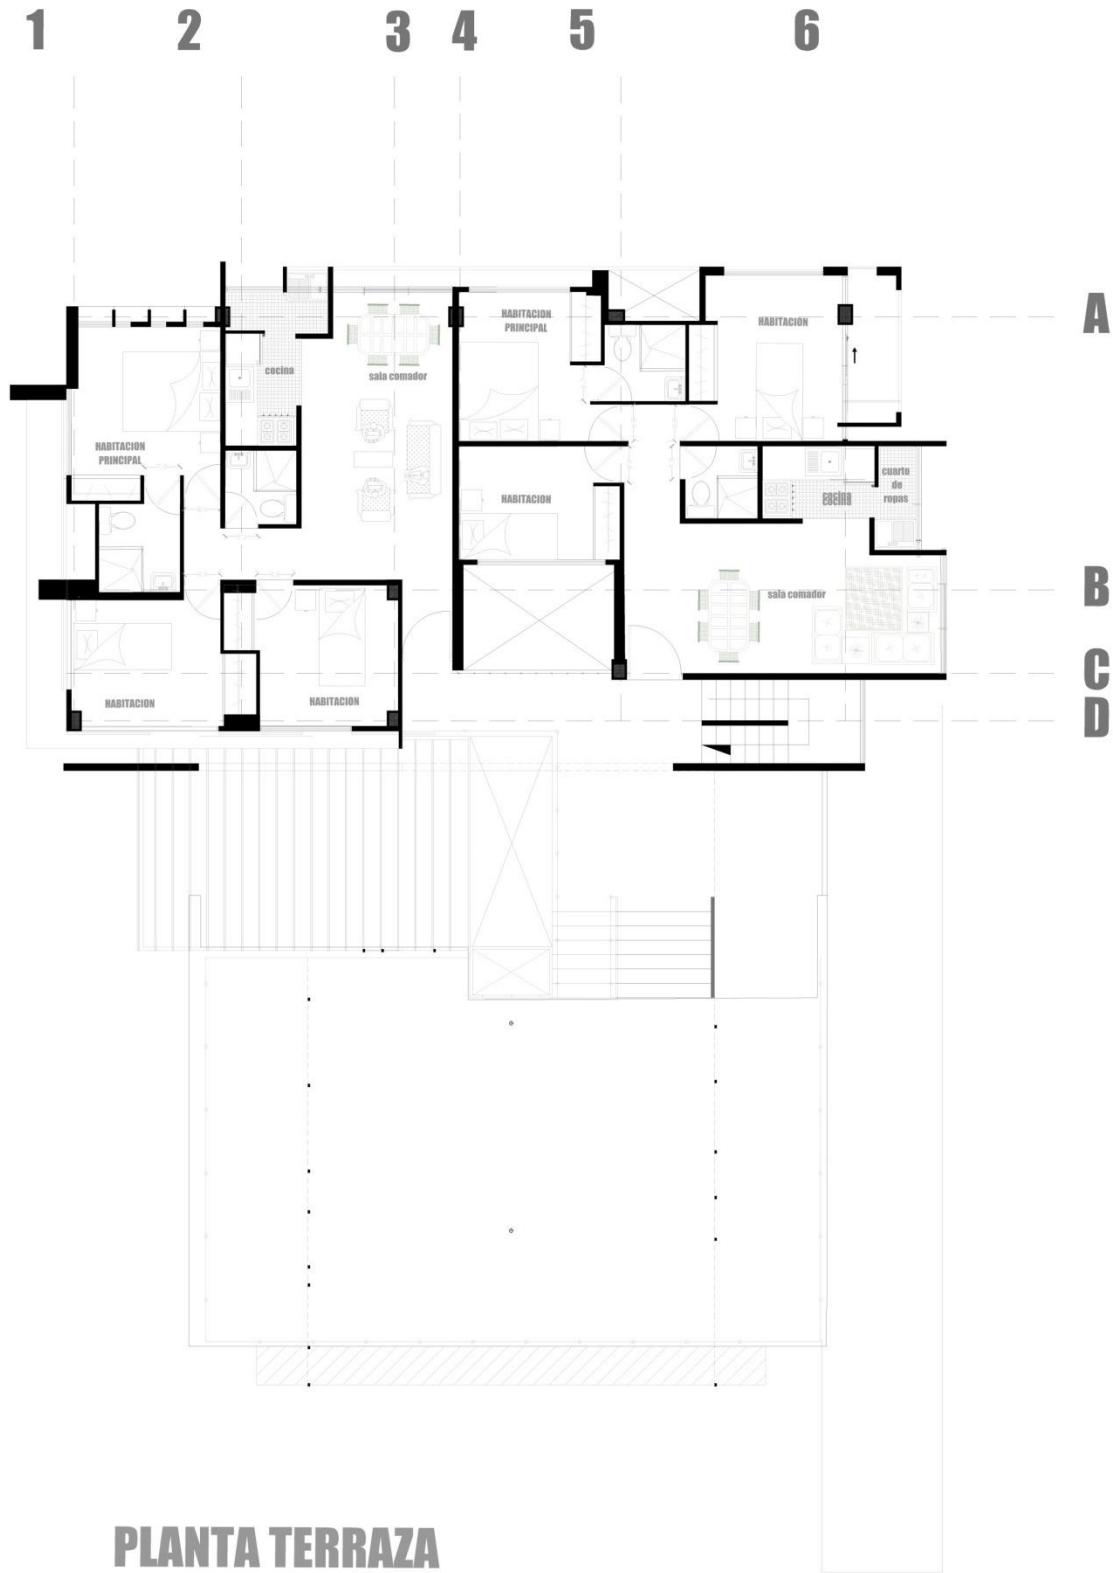 1 2 3 4 5 6
A
HABITACION
PRINCIPAL
HABITACION
cocina
sala comador
HABITACION
PRINCIPAL
cuarto
de
ropas
HABITACION
cocina
cocina
B
sala comador
C
HABITACION
HABITACION
D
PLANTA TERRAZA